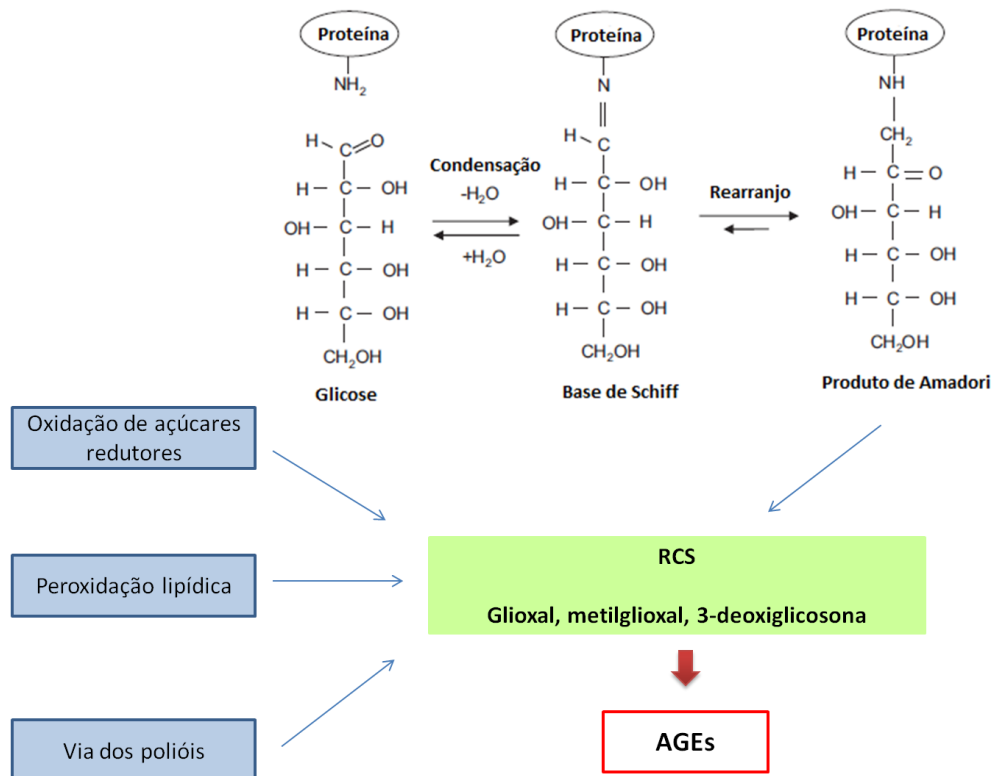 Proteína
NH₂
H
C
O
H – C – OH
OH – C – H
H – C – OH
H – C – OH
CH₂OH
Glicose
Condensação
-H₂O
+H₂O
Proteína
N
H
C
H – C – OH
OH – C – H
H – C – OH
H – C – OH
CH₂OH
Base de Schiff
Rearranjo
Proteína
NH
CH₂
H – C = O
OH – C – H
H – C – OH
H – C – OH
CH₂OH
Produto de Amadori
Oxidação de açúcares
redutores
Peroxidação lipídica
Via dos polióis
RCS
Glioxal, metilglioxal, 3-deoxiglicosona
AGEs